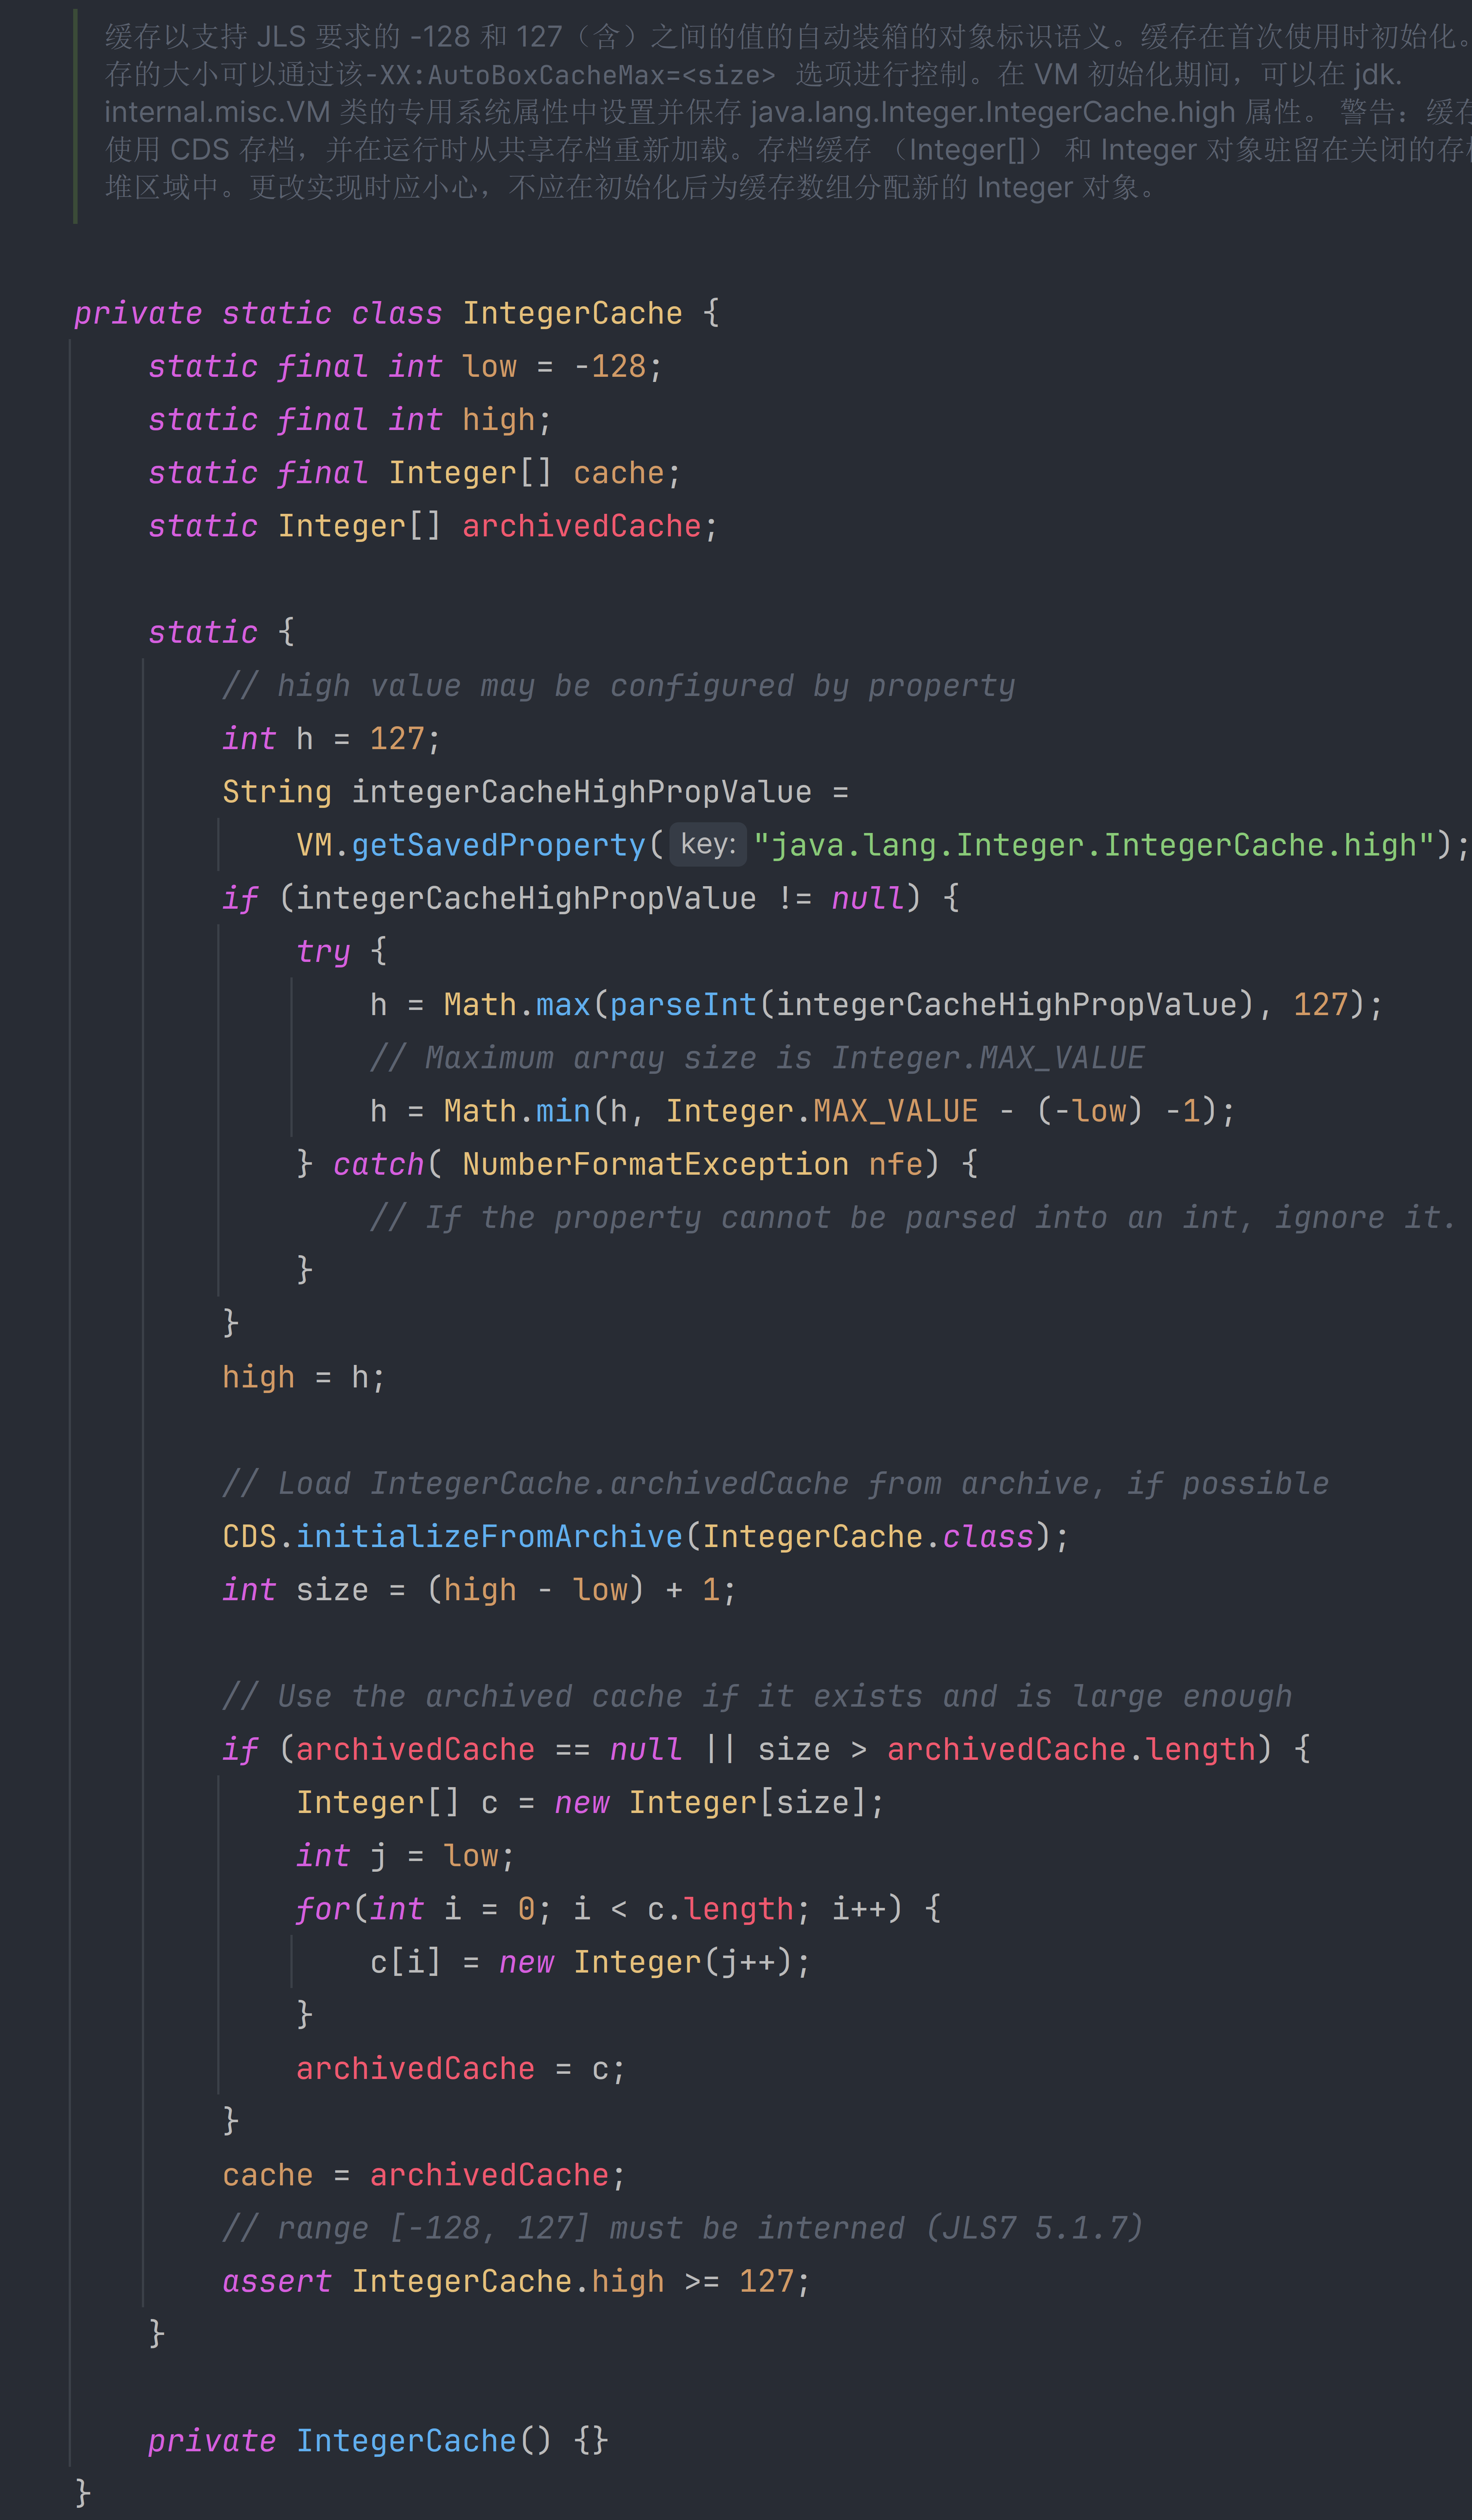 缓存以支持 JLS 要求的 -128 和 127（含）之间的值的自动装箱的对象标识语义。缓存在首次使用时初始化。
存的大小可以通过该-XX:AutoBoxCacheMax=<size> 选项进行控制。在 VM 初始化期间，可以在 jdk.
internal.misc.VM 类的专用系统属性中设置并保存 java.lang.Integer.IntegerCache.high 属性。 警告：缓存
使用 CDS 存档，并在运行时从共享存档重新加载。存档缓存 （Integer[]） 和 Integer 对象驻留在关闭的存档
堆区域中。更改实现时应小心，不应在初始化后为缓存数组分配新的 Integer 对象。
private static class IntegerCache {
static final int low = -128;
static final int high;
static final Integer[] cache;
static Integer[] archivedCache;
static {
// high value may be configured by property
int h = 127;
String integerCacheHighPropValue =
VM.getSavedProperty( key: "java.lang.Integer.IntegerCache.high");
if (integerCacheHighPropValue != null) {
try {
h = Math.max(parseInt(integerCacheHighPropValue), 127);
// Maximum array size is Integer.MAX_VALUE
h = Math.min(h, Integer.MAX_VALUE - (-low) -1);
} catch( NumberFormatException nfe) {
// If the property cannot be parsed into an int, ignore it.
}
}
high = h;
// Load IntegerCache.archivedCache from archive, if possible
CDS.initializeFromArchive(IntegerCache.class);
int size = (high - low) + 1;
// Use the archived cache if it exists and is large enough
if (archivedCache == null || size > archivedCache.length) {
Integer[] c = new Integer[size];
int j = low;
for(int i = 0; i < c.length; i++) {
c[i] = new Integer(j++);
}
archivedCache = c;
}
cache = archivedCache;
// range [-128, 127] must be interned (JLS7 5.1.7)
assert IntegerCache.high >= 127;
}
private IntegerCache() {}
}